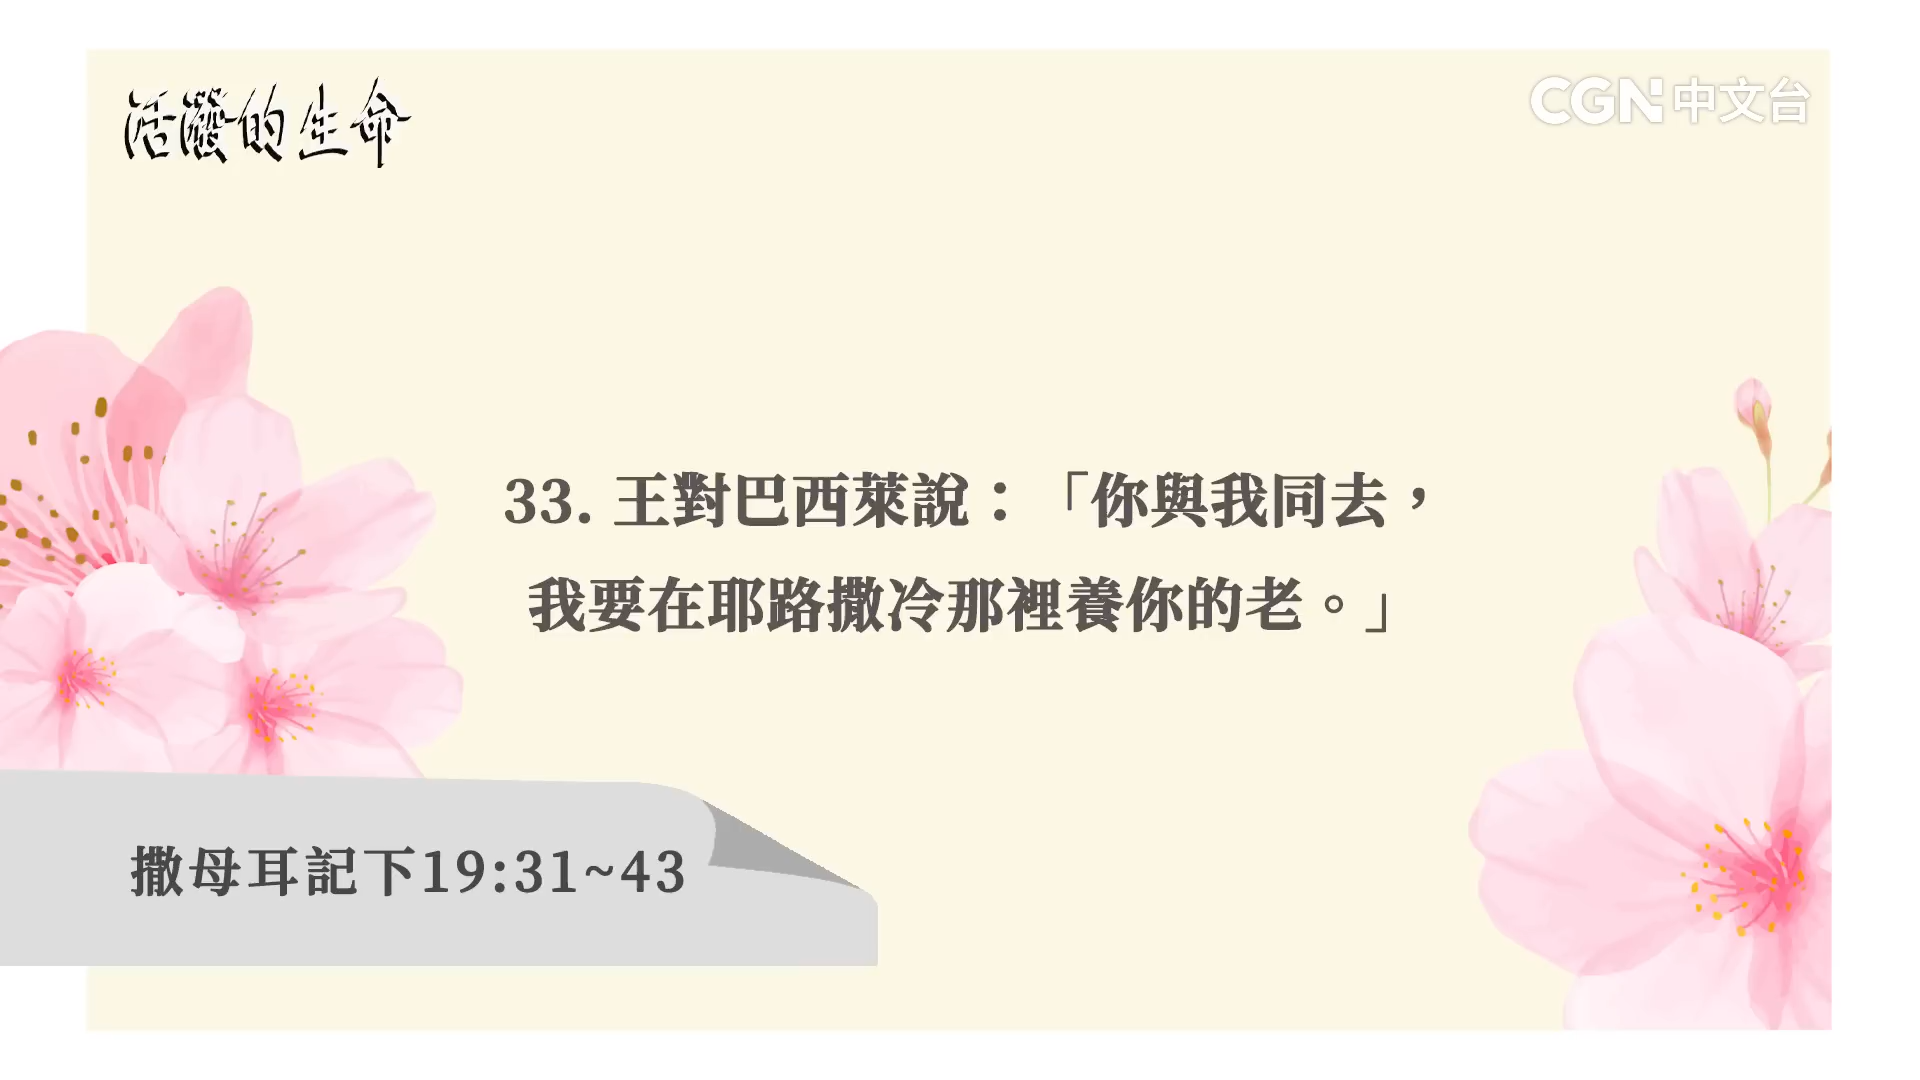 活潑的生命
CGN中文台
33. 王對巴西萊說：「你與我同去，
我要在耶路撒冷那裡養你的老。」
撒母耳記下19:31~43